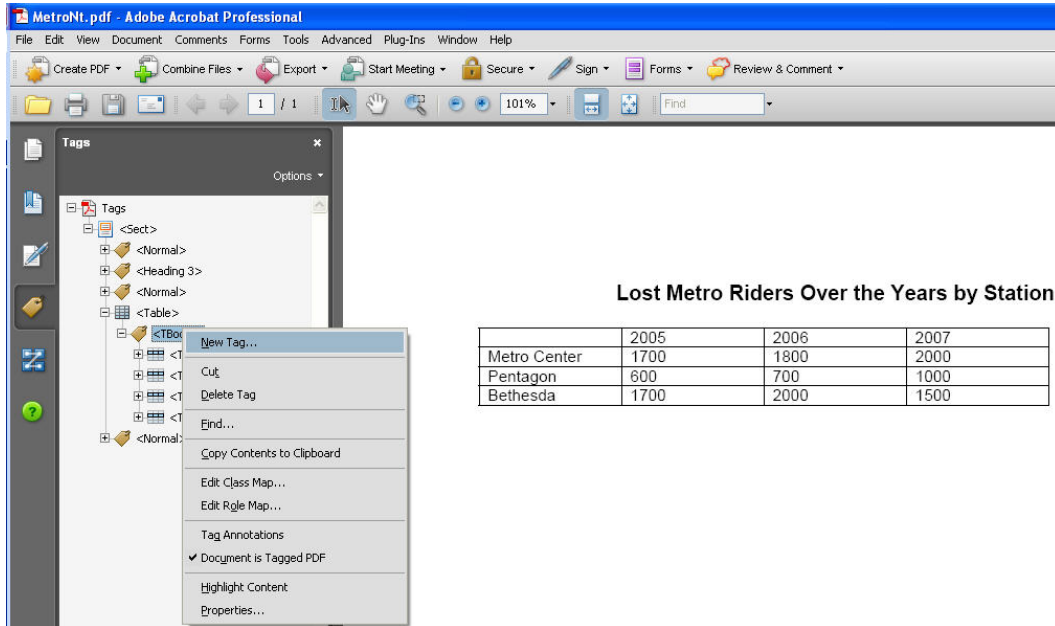 MetroNt.pdf - Adobe Acrobat Professional
File Edit View Document Comments Forms Tools Advanced Plug-Ins Window Help
Create PDF Combine Files Export Start Meeting Secure Sign Forms Review & Comment
1 / 1 101% Find
Tags
Options
Tags
<Sect>
<Normal>
<Heading 3>
<Normal>
<Table>
<TBo
<T
<T
<T
<T
<Normal>
New Tag...
Cut
Delete Tag
Find...
Copy Contents to Clipboard
Edit Class Map...
Edit Role Map...
Tag Annotations
Document is Tagged PDF
Highlight Content
Properties...
Lost Metro Riders Over the Years by Station
2005 2006 2007
Metro Center 1700 1800 2000
Pentagon 600 700 1000
Bethesda 1700 2000 1500